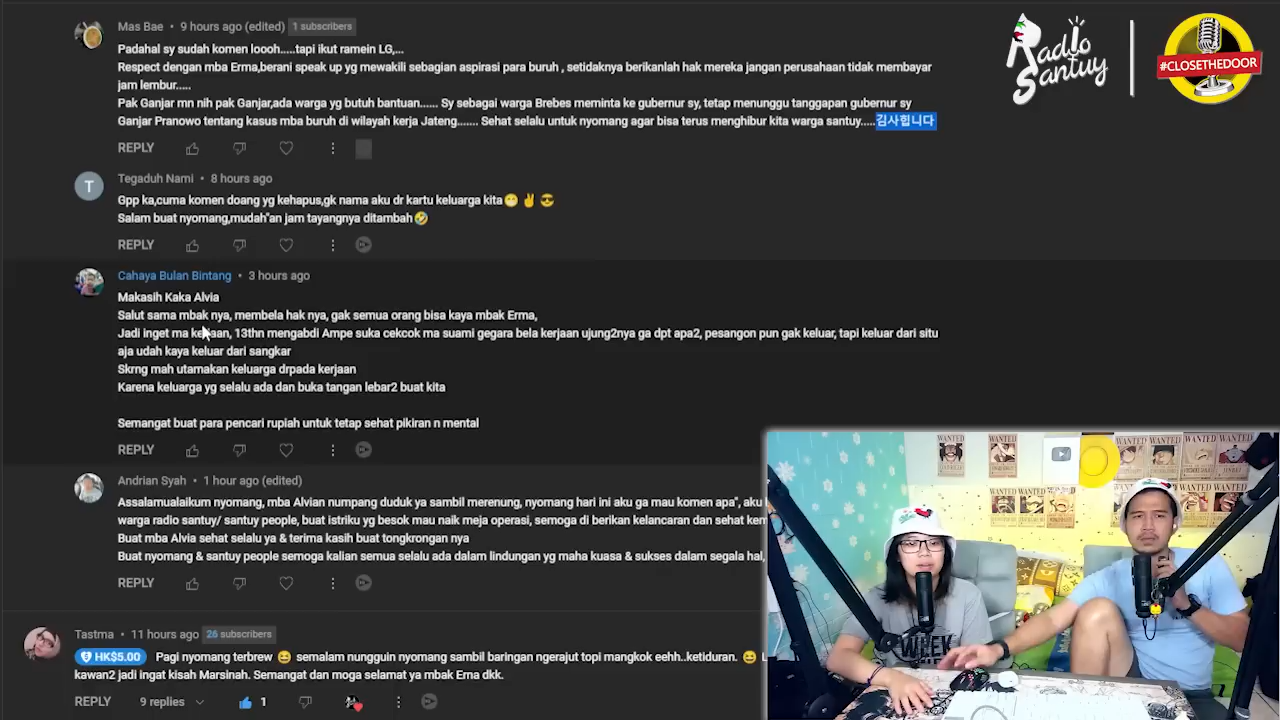 Mas Bae • 9 hours ago (edited) 1 subscribers
Padahal sy sudah komen loooh.....tapi ikut ramein LG,...
Respect dengan mba Erma,berani speak up yg mewakili sebagian aspirasi para buruh , setidaknya berikanlah hak mereka jangan perusahaan tidak membayar
jam lembur.....
Pak Ganjar mn nih pak Ganjar,ada warga yg butuh bantuan...... Sy sebagai warga Brebes meminta ke gubernur sy, tetap menunggu tanggapan gubernur sy
Ganjar Pranowo tentang kasus mba buruh di wilayah kerja Jateng....... Sehat selalu untuk nyomang agar bisa terus menghibur kita warga santuy.....김사힙니다
REPLY
T
Tegaduh Nami • 8 hours ago
Gpp ka,cuma komen doang yg kehapus,gk nama aku dr kartu keluarga kita😁✌😎
Salam buat nyomang,mudah"an jam tayangnya ditambah🤣
REPLY
Cahaya Bulan Bintang • 3 hours ago
Makasih Kaka Alvia
Salut sama mbak nya, membela hak nya, gak semua orang bisa kaya mbak Erma,
Jadi inget ma kerjaan, 13thn mengabdi Ampe suka cekcok ma suami gegara bela kerjaan ujung2nya ga dpt apa2, pesangon pun gak keluar, tapi keluar dari situ
aja udah kaya keluar dari sangkar
Skrng mah utamakan keluarga drpada kerjaan
Karena keluarga yg selalu ada dan buka tangan lebar2 buat kita
Semangat buat para pencari rupiah untuk tetap sehat pikiran n mental
REPLY
Andrian Syah • 1 hour ago (edited)
Assalamualaikum nyomang, mba Alvia numpang duduk ya sambil merenung, nyomang hari ini aku ga mau komen apa", aku
warga radio santuy/ santuy people, buat istriku yg besok mau naik meja operasi, semoga di berikan kelancaran dan sehat
Buat mba Alvia sehat selalu ya & terima kasih buat tongkrongan nya
Buat nyomang & santuy people semoga kalian semua selalu ada dalam lindungan yg maha kuasa & sukses dalam segala hal,
REPLY
Tastma • 11 hours ago 26 subscribers
HK$5.00 Pagi nyomang terbrew 😆 semalam nungguin nyomang sambil baringan ngerajut topi mangkok eehh..ketiduran. 😆
kawan2 jadi ingat kisah Marsinah. Semangat dan moga selamat ya mbak Erna dkk.
REPLY 9 replies 1
Radio
Santuy
#CLOSETHEDOOR
WANTED
WANTED
WANTED
WANTED
WANTED
WANTED
WEEK